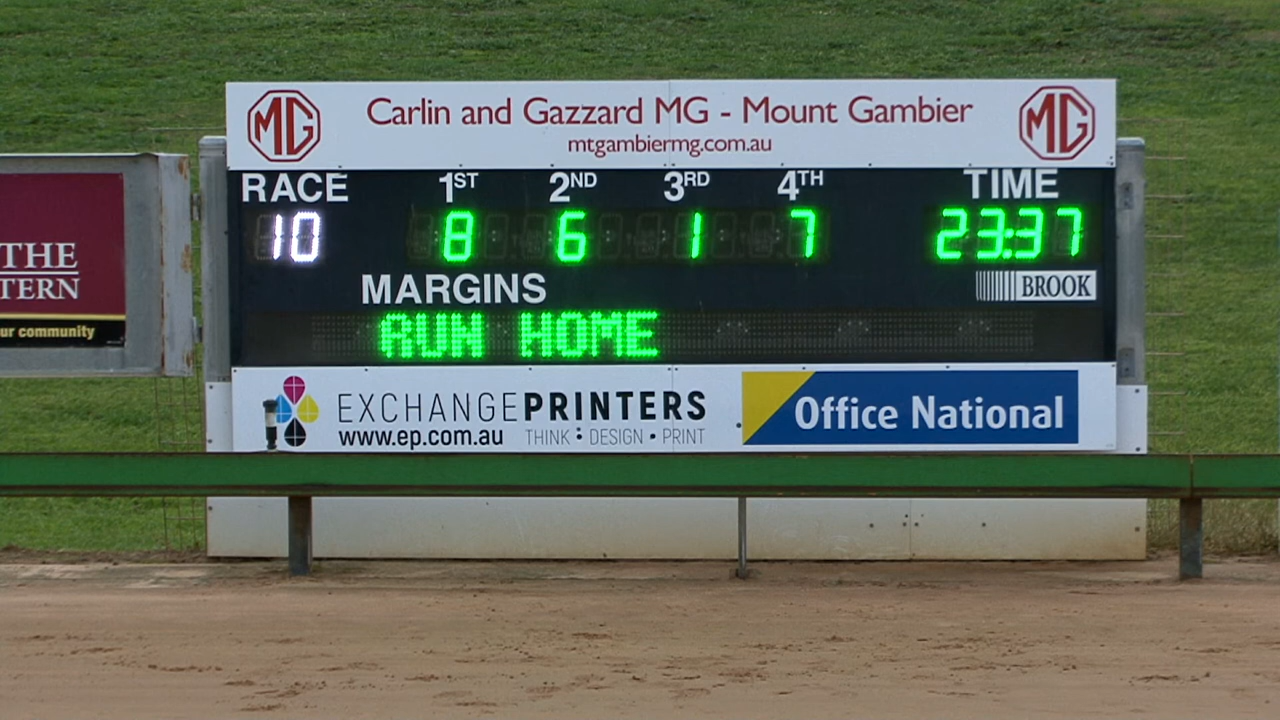 MG Carlin and Gazzard MG - Mount Gambier MG
mtgambiermg.com.au
RACE 1ST 2ND 3RD 4TH TIME
10 8 6 1 7 23:37
MARGINS
BROOK
RUN HOME
THE
TERN
ur community
EXCHANGEPRINTERS
www.ep.com.au THINK : DESIGN • PRINT
Office National